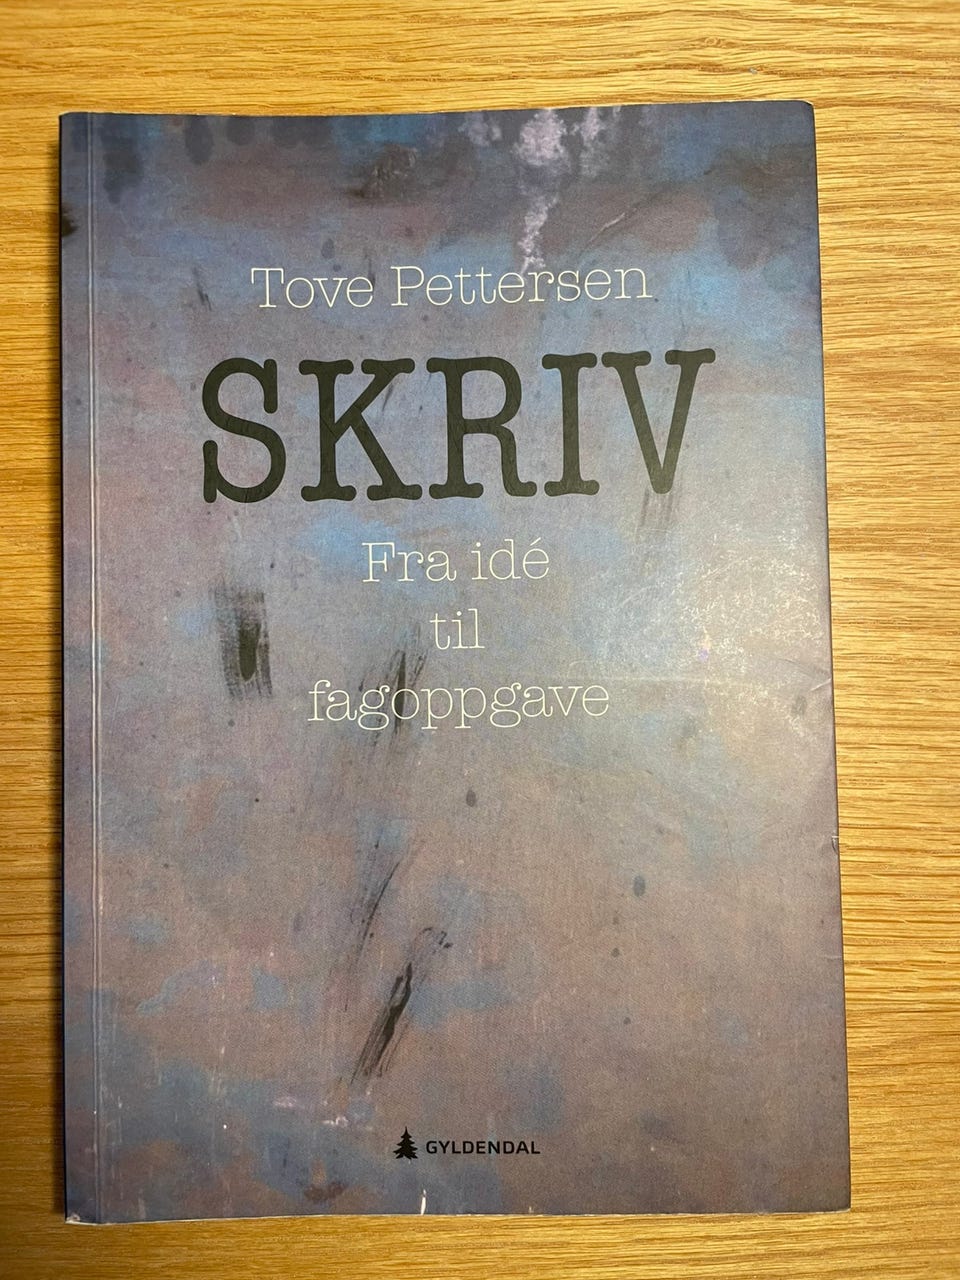 Tove Pettersen
SKRIV
Fra idé
til
fagoppgave
GYLDENDAL